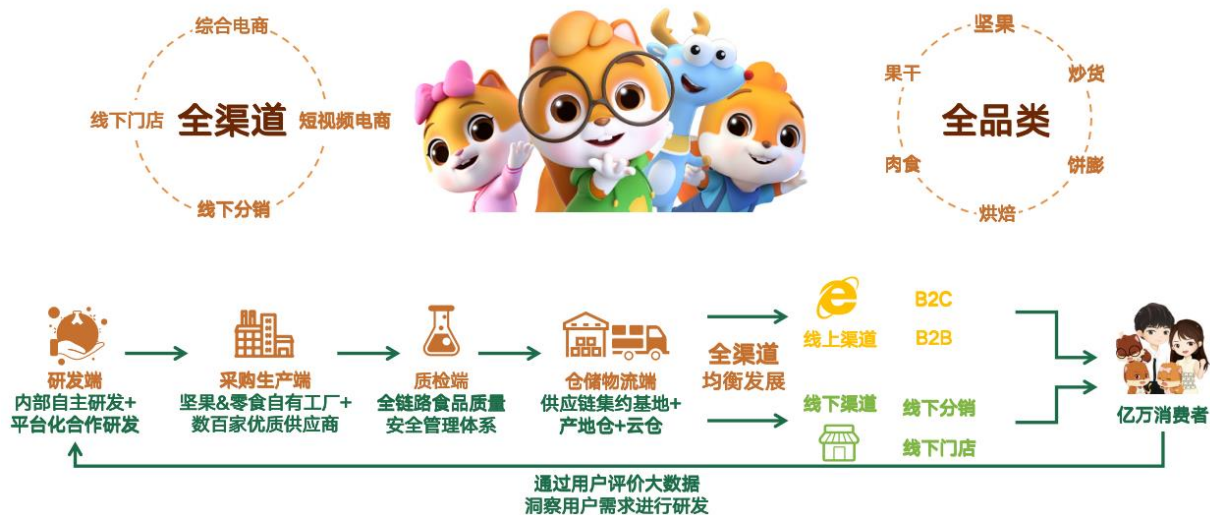 综合电商
线下门店
全渠道
短视频电商
线下分销
坚果
果干
炒货
全品类
肉食
饼膨
烘焙
研发端
内部自主研发+
平台化合作研发
采购生产端
坚果&零食自有工厂+
数百家优质供应商
质检端
全链路食品质量
安全管理体系
仓储物流端
供应链集约基地+
产地仓+云仓
全渠道
均衡发展
线上渠道
B2C
B2B
线下渠道
线下分销
线下门店
亿万消费者
通过用户评价大数据
洞察用户需求进行研发